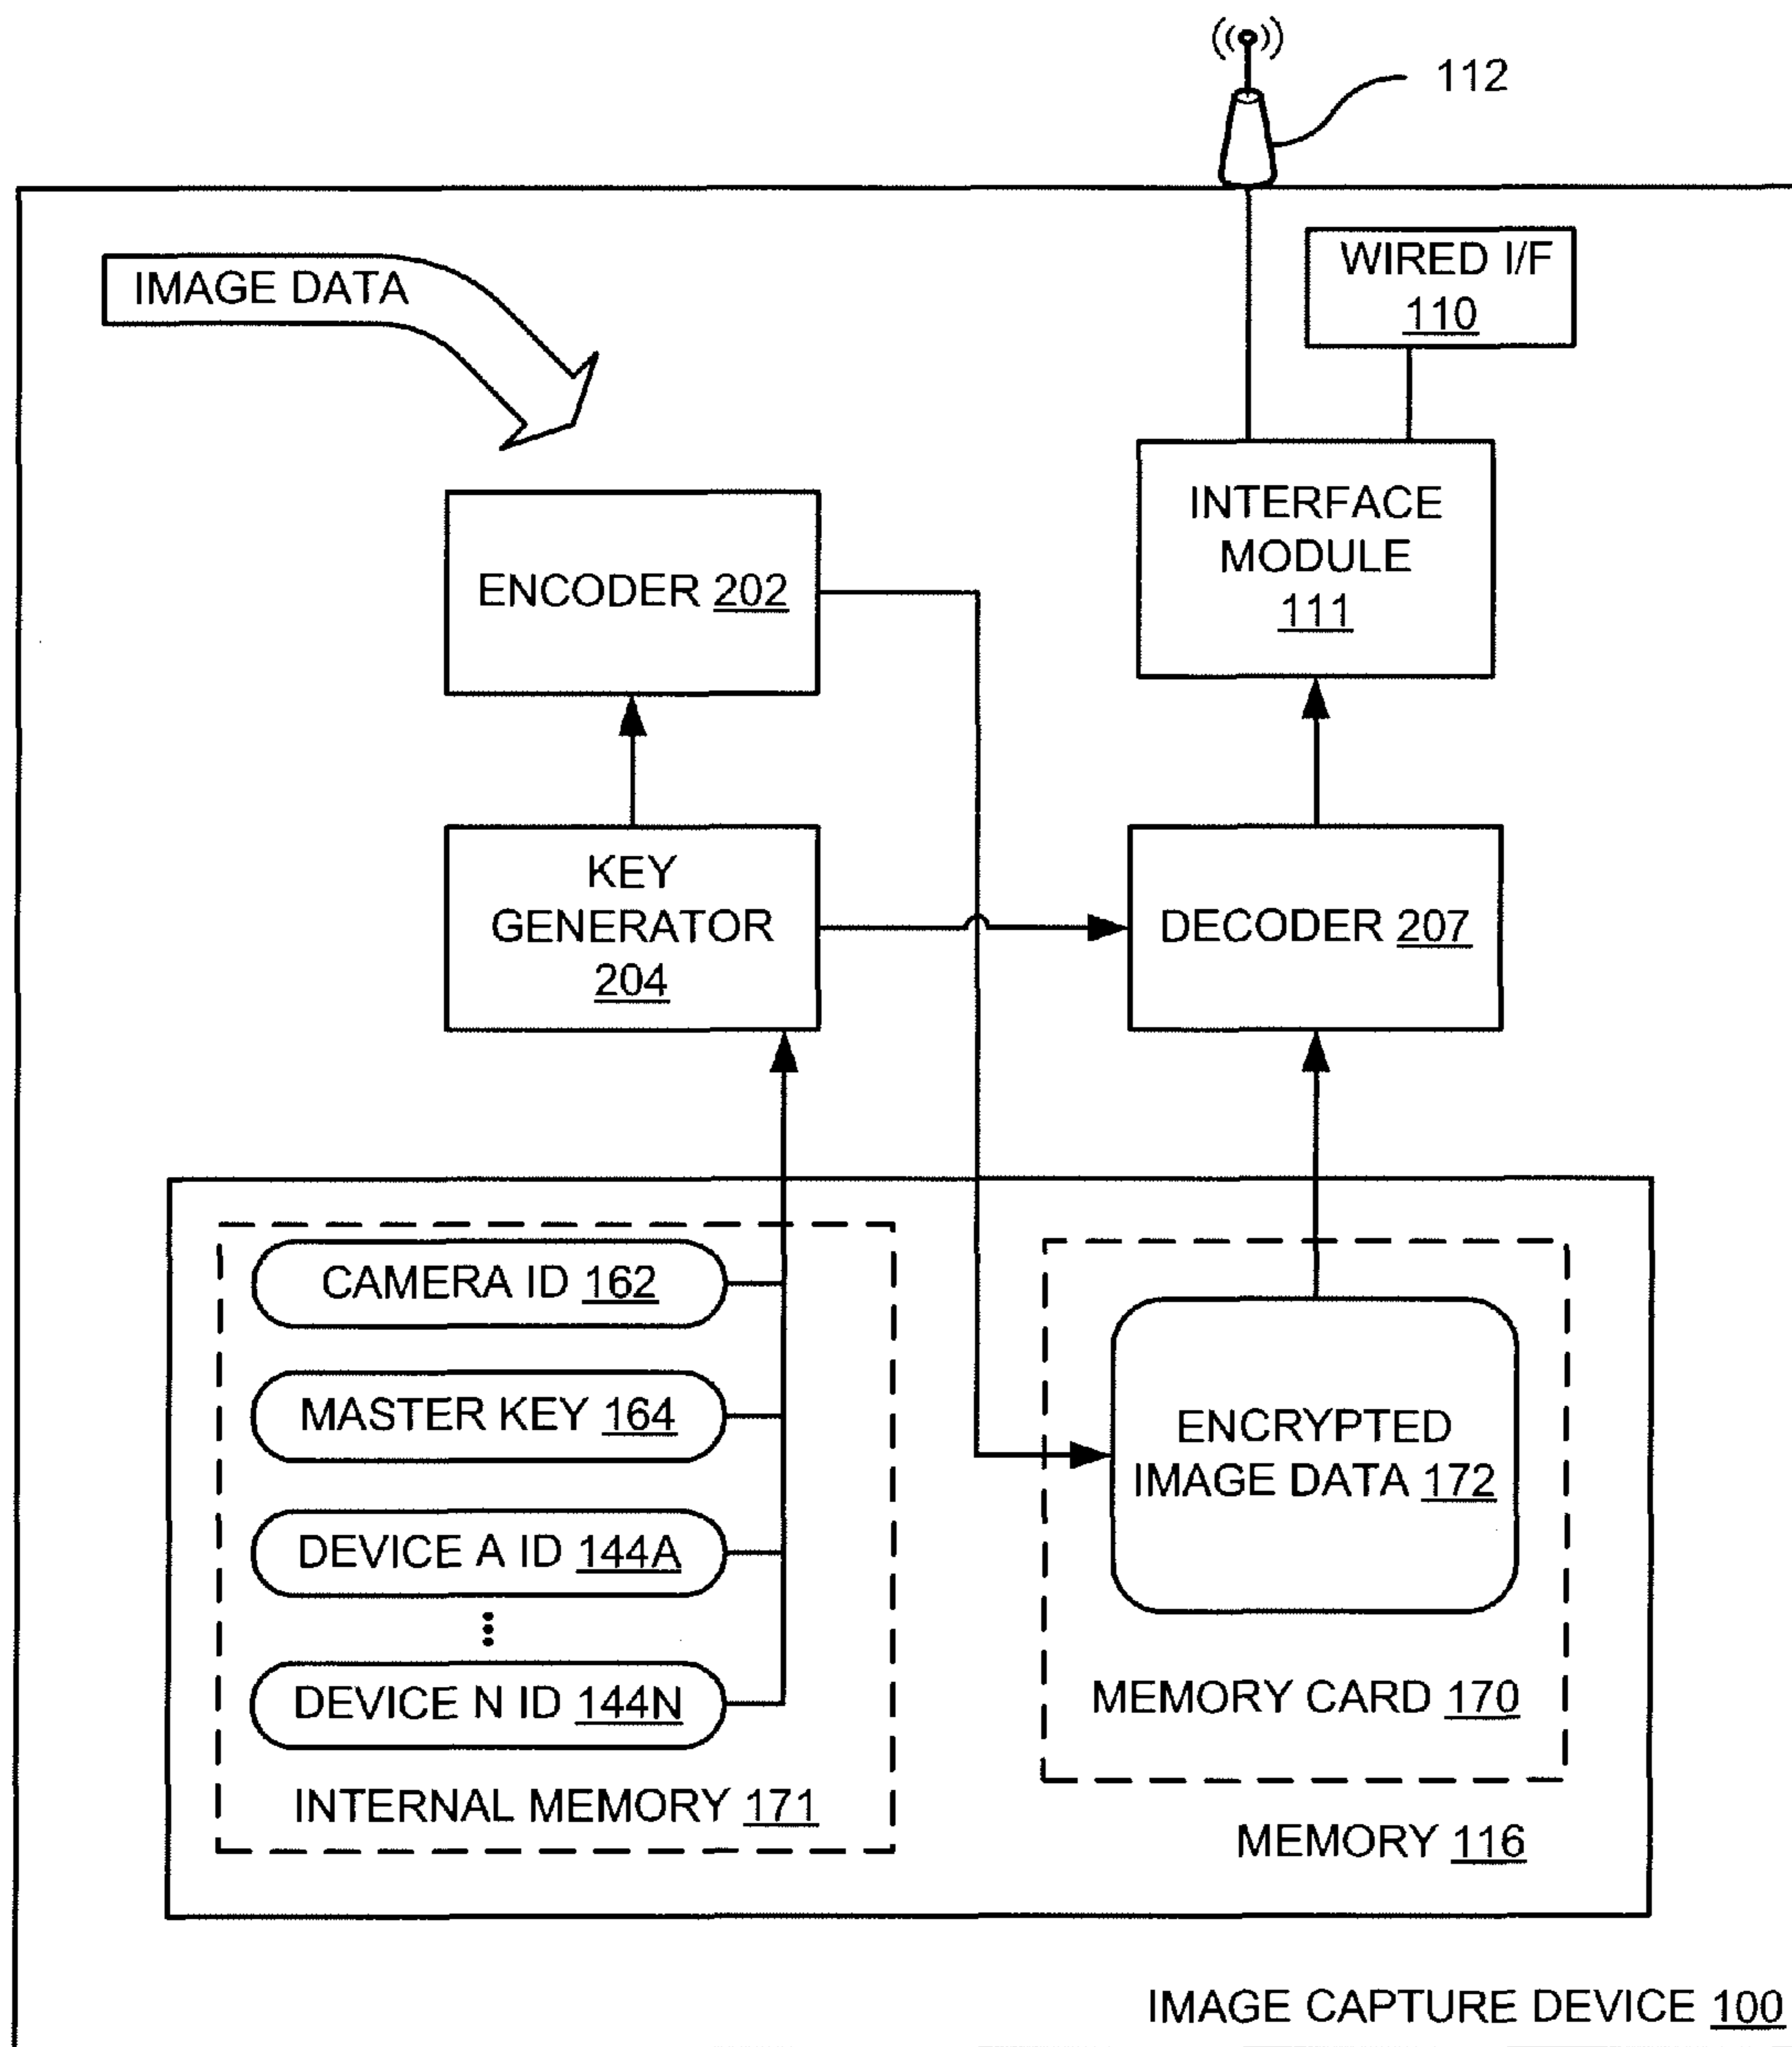 112
WIRED I/F
110
IMAGE DATA
INTERFACE
MODULE
111
ENCODER 202
KEY
GENERATOR
204
DECODER 207
CAMERA ID 162
MASTER KEY 164
DEVICE A ID 144A
DEVICE N ID 144N
INTERNAL MEMORY 171
ENCRYPTED
IMAGE DATA 172
MEMORY CARD 170
MEMORY 116
IMAGE CAPTURE DEVICE 100